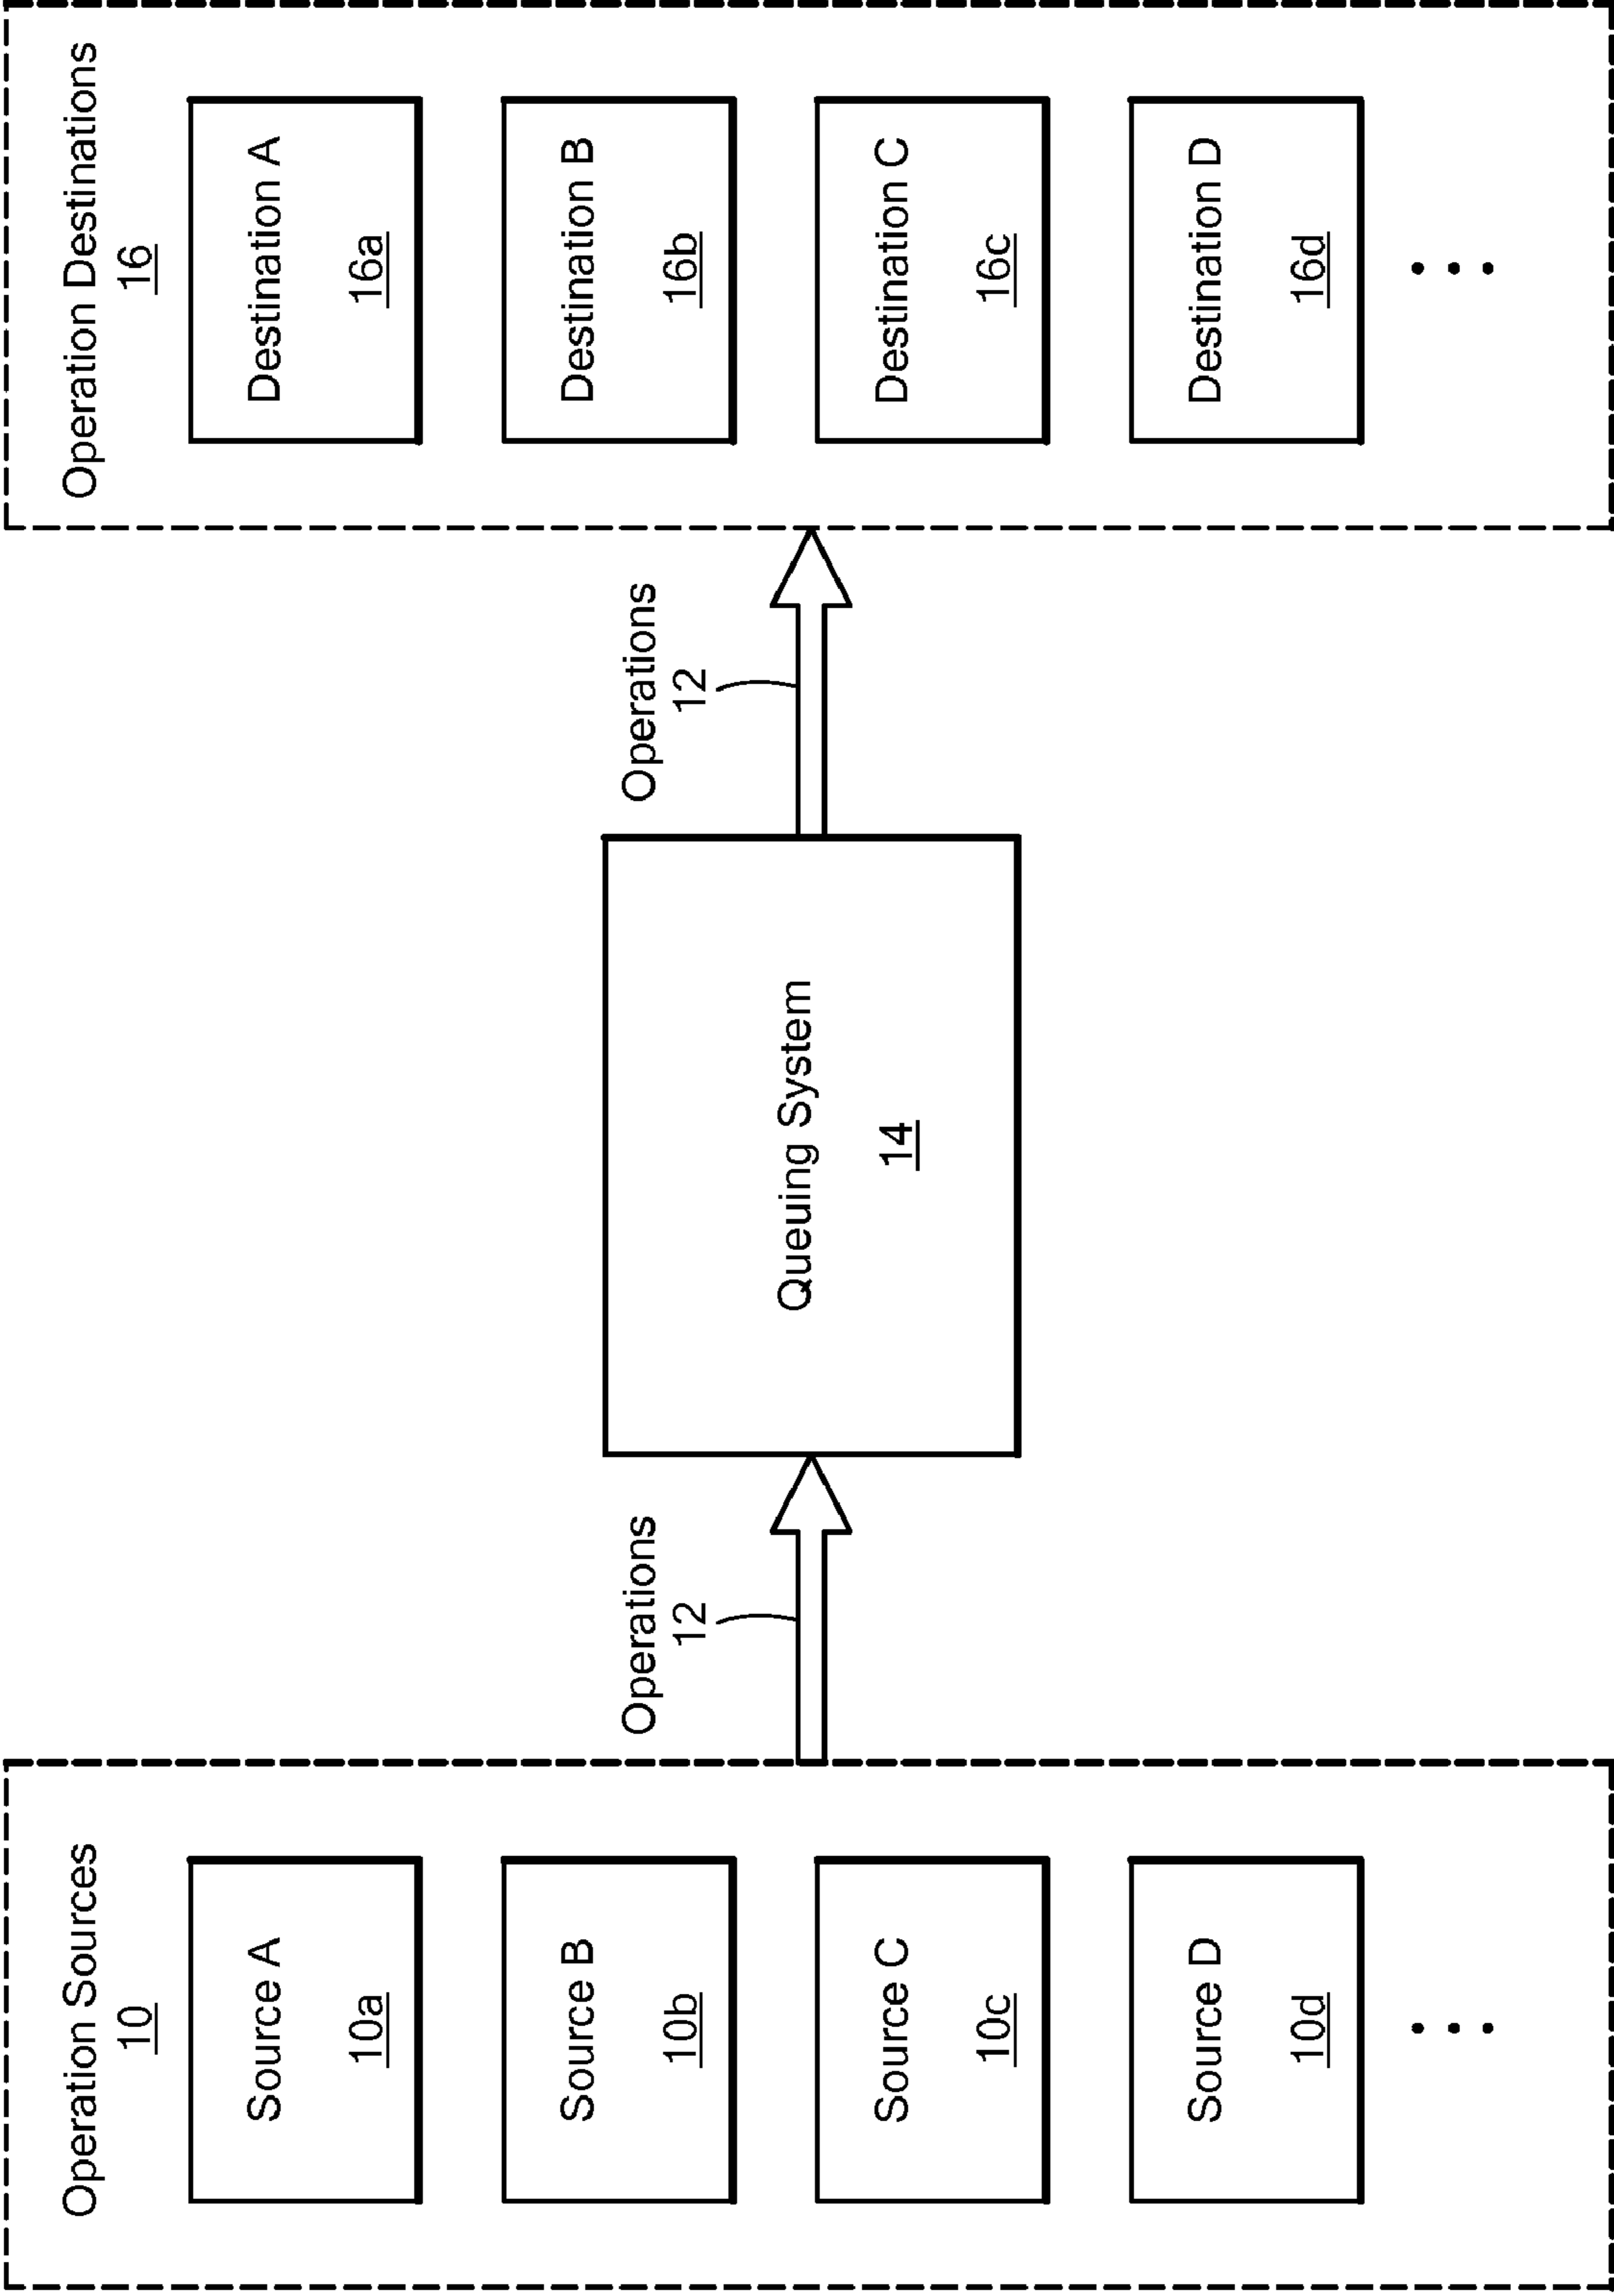 Operation Sources
10
Source A
10a
Source B
10b
Source C
10c
Source D
10d
Operations
12
Queuing System
14
Operations
12
Operation Destinations
16
Destination A
16a
Destination B
16b
Destination C
16c
Destination D
16d